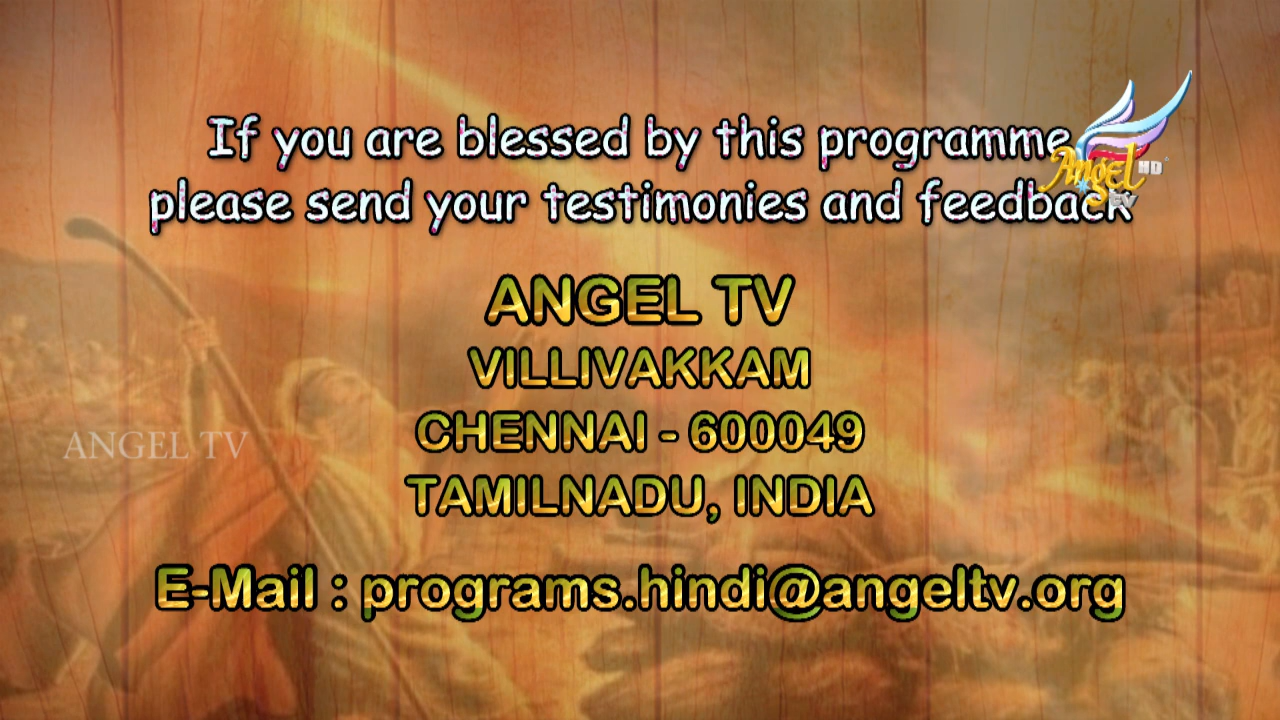 If you are blessed by this programme
please send your testimonies and feedback
Angel HD
TV
ANGEL TV
VILLIVAKKAM
CHENNAI - 600049
ANGEL TV
TAMILNADU, INDIA
E-Mail : programs.hindi@angeltv.org